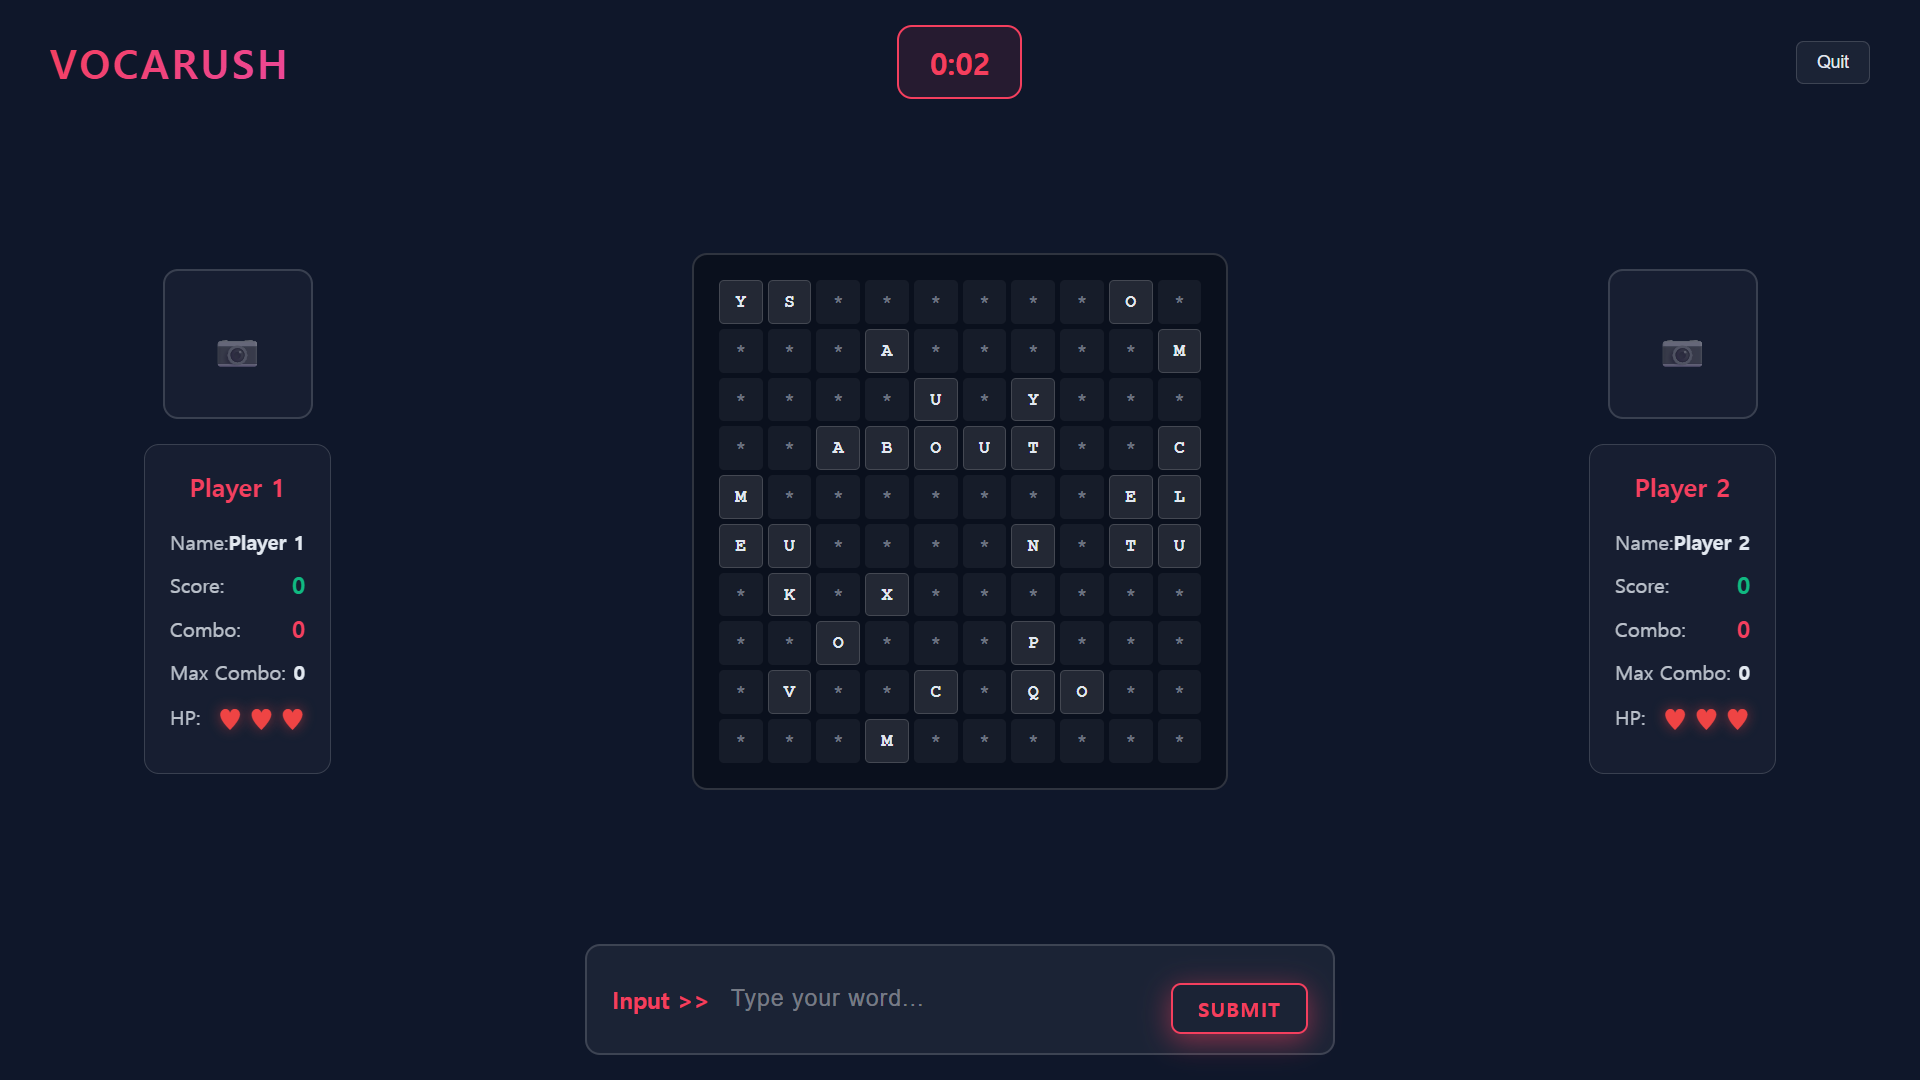 VOCARUSH
0:02
Quit
Y S * * * * * * O *
* * * A * * * * * M
* * * * U * Y * * *
* * A B O U T * * C
M * * * * * * * E L
E U * * * * N * T U
* K * X * * * * * *
* * O * * * P * * *
* V * * C * Q O * *
* * * M * * * * * *
Player 1
Name:Player 1
Score: 0
Combo: 0
Max Combo: 0
HP:
Player 2
Name:Player 2
Score: 0
Combo: 0
Max Combo: 0
HP:
Input >> Type your word...
SUBMIT